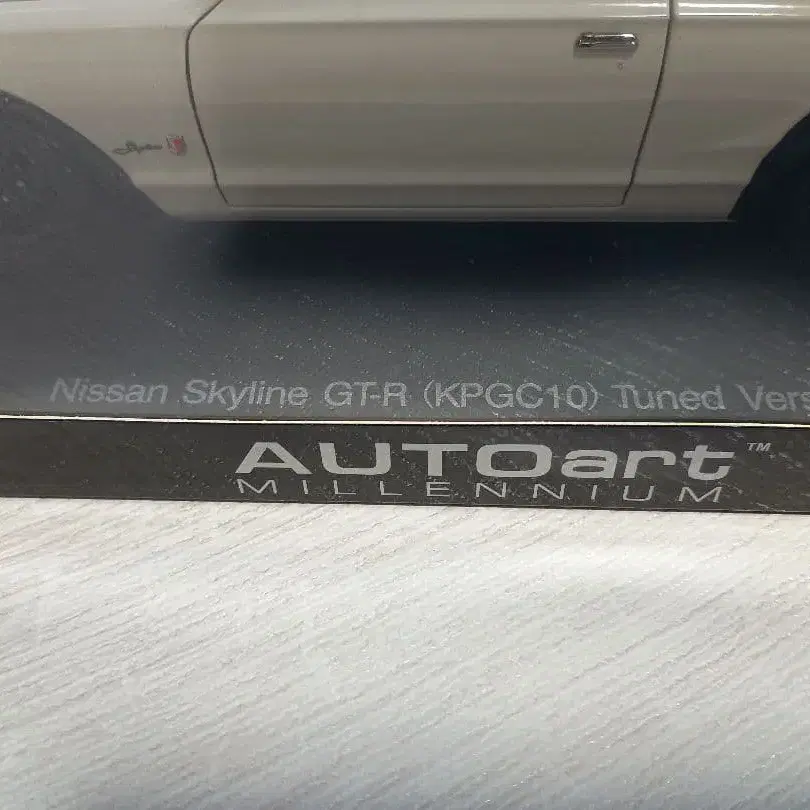 Nissan Skyline GT-R (KPGC10) Tuned Vers
AUTOart™
MILLENNIUM